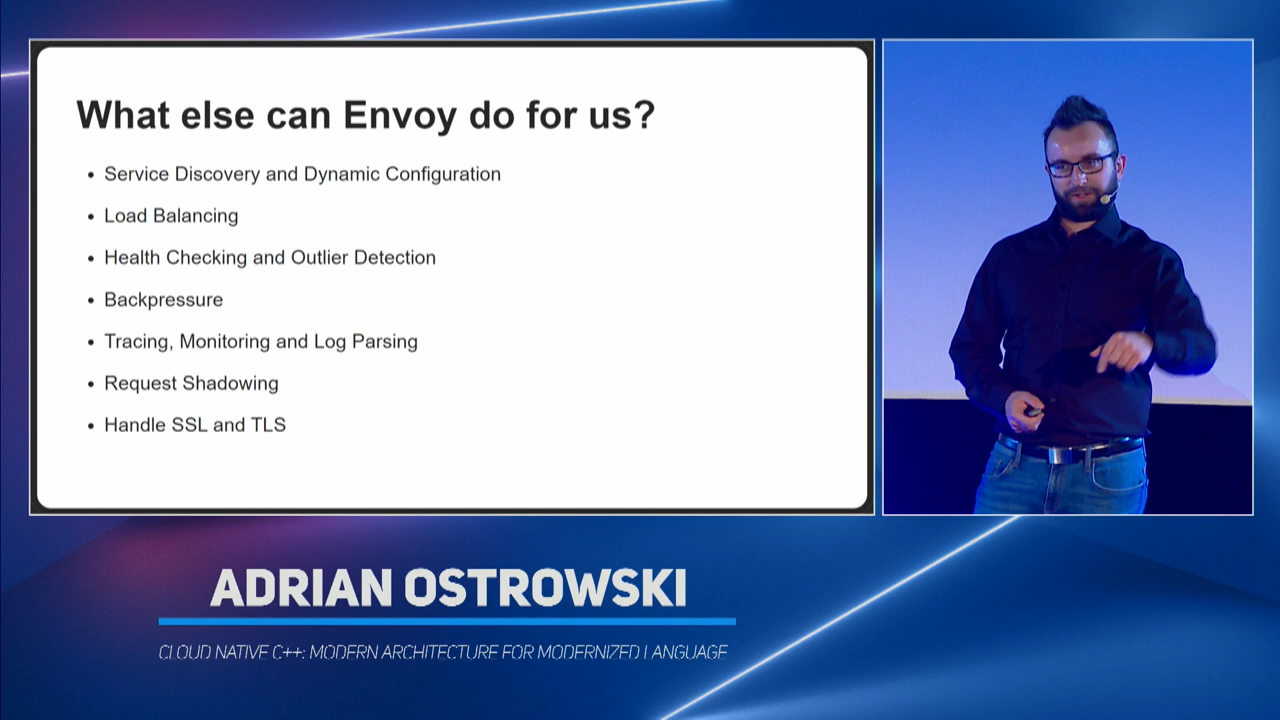 What else can Envoy do for us?
Service Discovery and Dynamic Configuration
Load Balancing
Health Checking and Outlier Detection
Backpressure
Tracing, Monitoring and Log Parsing
Request Shadowing
Handle SSL and TLS
ADRIAN OSTROWSKI
CLOUD NATIVE C++: MODERN ARCHITECTURE FOR MODERNIZED LANGUAGE